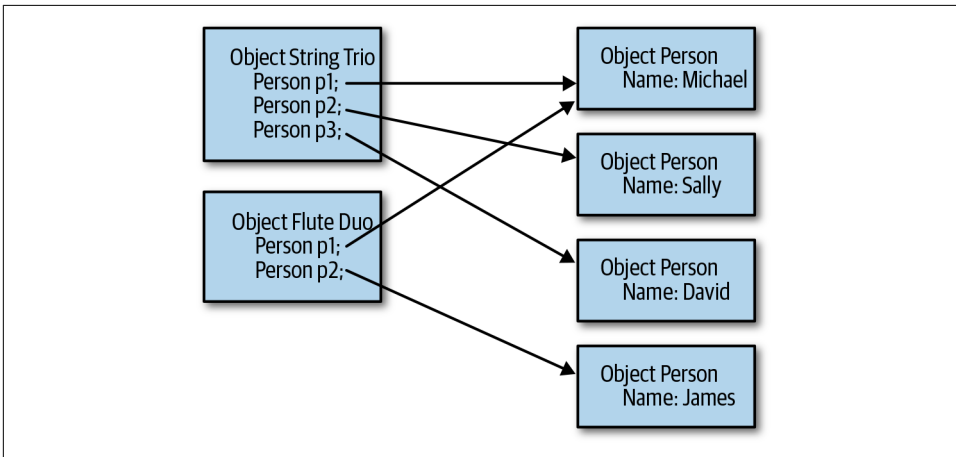 Object String Trio
Person p1;
Person p2;
Person p3;
Object Flute Duo
Person p1;
Person p2;
Object Person
Name: Michael
Object Person
Name: Sally
Object Person
Name: David
Object Person
Name: James